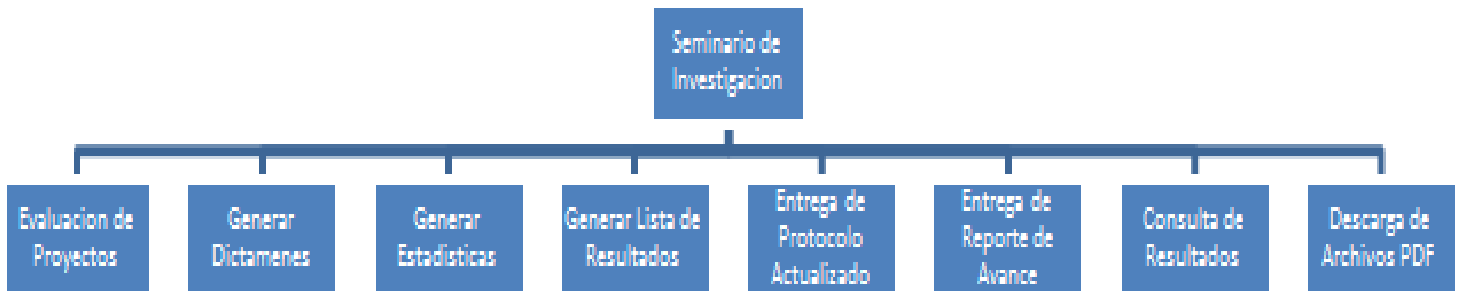 Seminario de
Investigacion
Evaluacion de
Proyectos
Generar
Dictamenes
Generar
Estadisticas
Generar Lista de
Resultados
Entrega de
Protocolo
Actualizado
Entrega de
Reporte de
Avance
Consulta de
Resultados
Descarga de
Archivos PDF